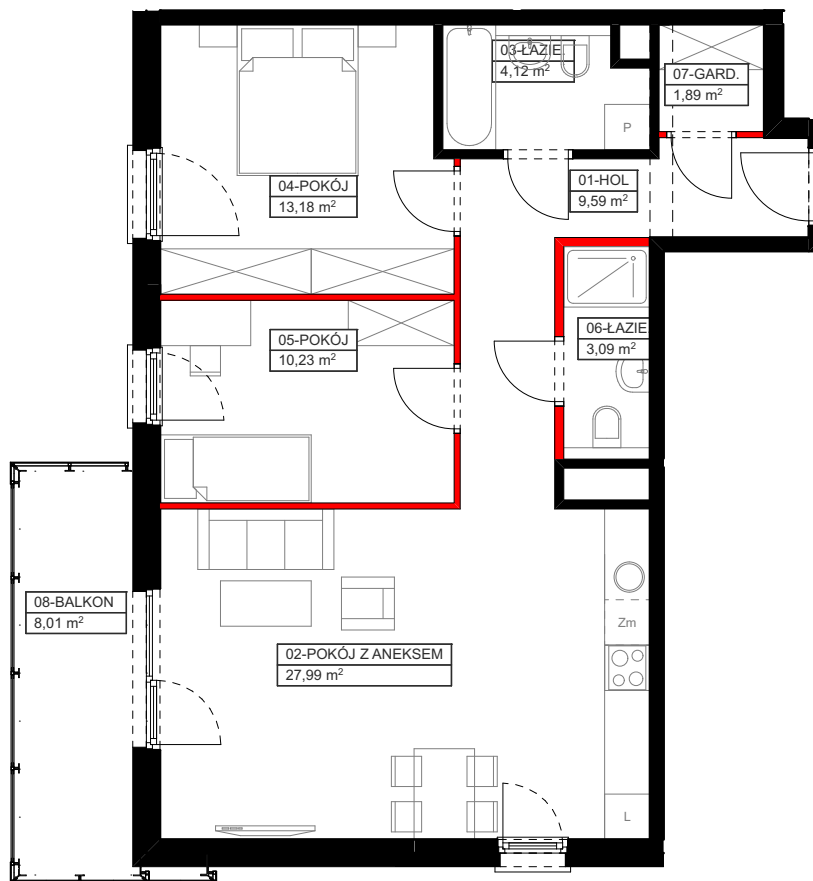 03-ŁAZIE.
4,12 m²
07-GARD.
1,89 m²
P
04-POKÓJ
13,18 m²
01-HOL
9,59 m²
05-POKÓJ
10,23 m²
06-ŁAZIE
3,09 m²
08-BALKON
8,01 m²
Zm
02-POKÓJ Z ANEKSEM
27,99 m²
L